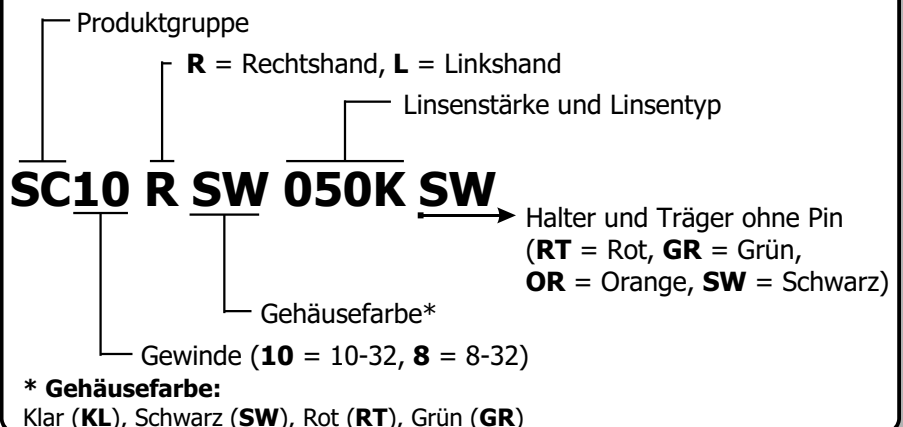 Produktgruppe
R = Rechtshand, L = Linkshand
Linsenstärke und Linsentyp
SC10 R SW 050K SW
Halter und Träger ohne Pin
(RT = Rot, GR = Grün,
OR = Orange, SW = Schwarz)
Gehäusefarbe*
Gewinde (10 = 10-32, 8 = 8-32)
* Gehäusefarbe:
Klar (KL), Schwarz (SW), Rot (RT), Grün (GR)